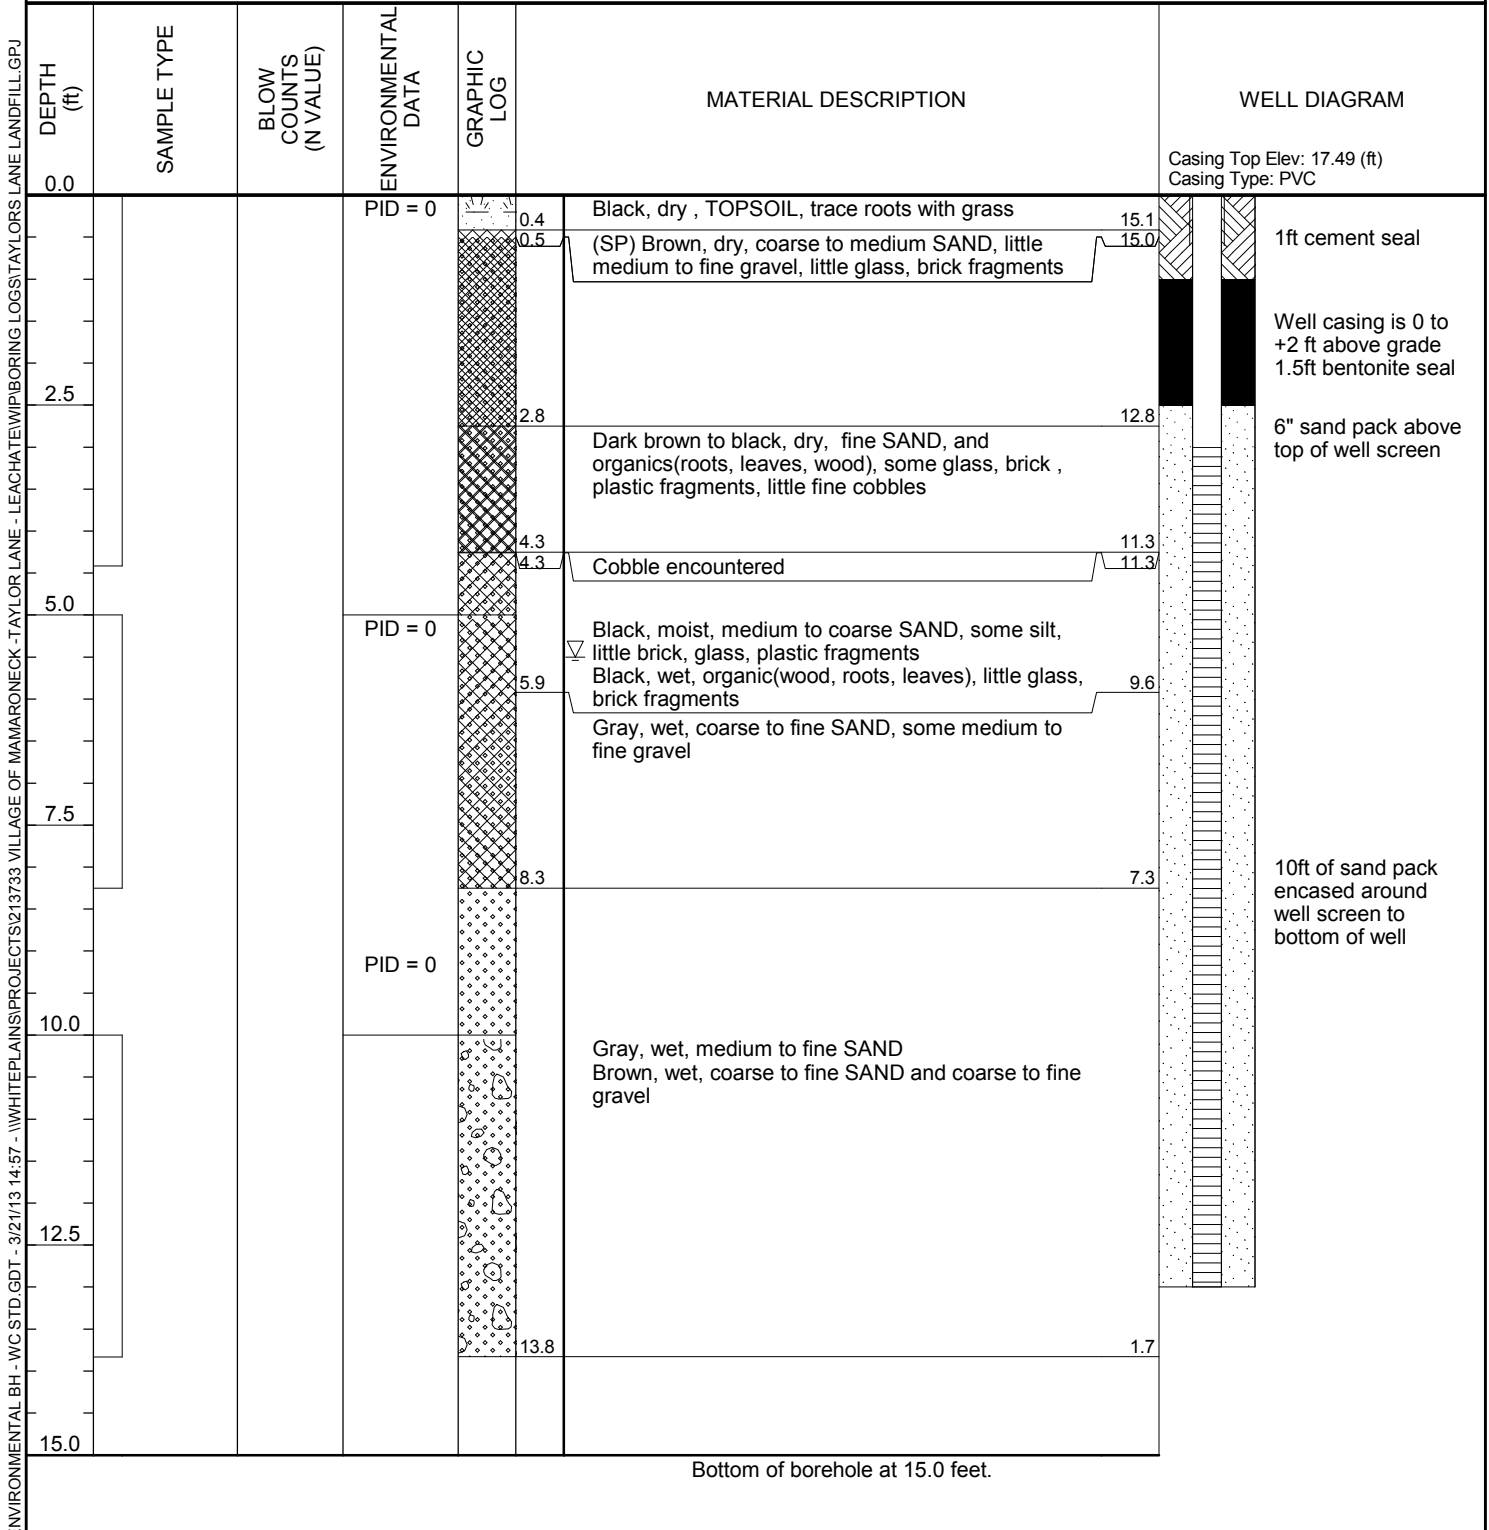 DEPTH
(ft)
SAMPLE TYPE
BLOW
COUNTS
(N VALUE)
ENVIRONMENTAL
DATA
GRAPHIC
LOG
MATERIAL DESCRIPTION
WELL DIAGRAM
Casing Top Elev: 17.49 (ft)
Casing Type: PVC
0.0
PID = 0
0.4
Black, dry , TOPSOIL, trace roots with grass
15.1
0.5
(SP) Brown, dry, coarse to medium SAND, little
medium to fine gravel, little glass, brick fragments
15.0
1ft cement seal
Well casing is 0 to
+2 ft above grade
1.5ft bentonite seal
2.5
2.8
12.8
6" sand pack above
top of well screen
Dark brown to black, dry,  fine SAND, and
organics(roots, leaves, wood), some glass, brick ,
plastic fragments, little fine cobbles
4.3
11.3
4.3
Cobble encountered
11.3
5.0
PID = 0
Black, moist, medium to coarse SAND, some silt,
little brick, glass, plastic fragments
Black, wet, organic(wood, roots, leaves), little glass,
brick fragments
5.9
9.6
Gray, wet, coarse to fine SAND, some medium to
fine gravel
7.5
8.3
7.3
10ft of sand pack
encased around
well screen to
bottom of well
PID = 0
10.0
Gray, wet, medium to fine SAND
Brown, wet, coarse to fine SAND and coarse to fine
gravel
12.5
13.8
1.7
15.0
Bottom of borehole at 15.0 feet.
NVIRONMENTAL BH - WC STD.GDT - 3/21/13 14:57 - \\WHITEPLAINS\PROJECTS\213733 VILLAGE OF MAMARONECK -TAYLOR LANE - LEACHATE\WIP\BORING LOGS\TAYLORS LANE LANDFILL.GPJ